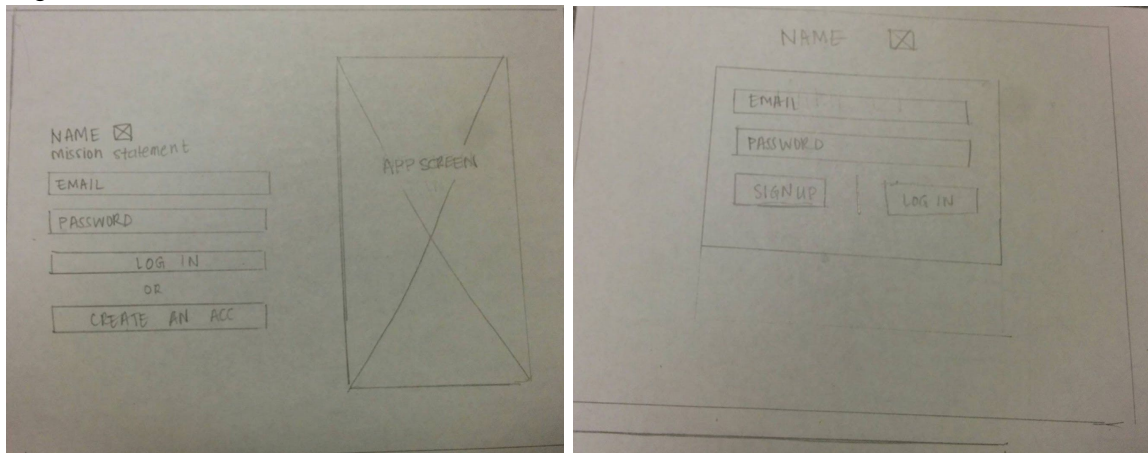 NAME
mission statement
EMAIL
PASSWORD
LOG IN
OR
CREATE AN ACC
APP SCREEN
NAME
EMAIL
PASSWORD
SIGN UP
LOG IN